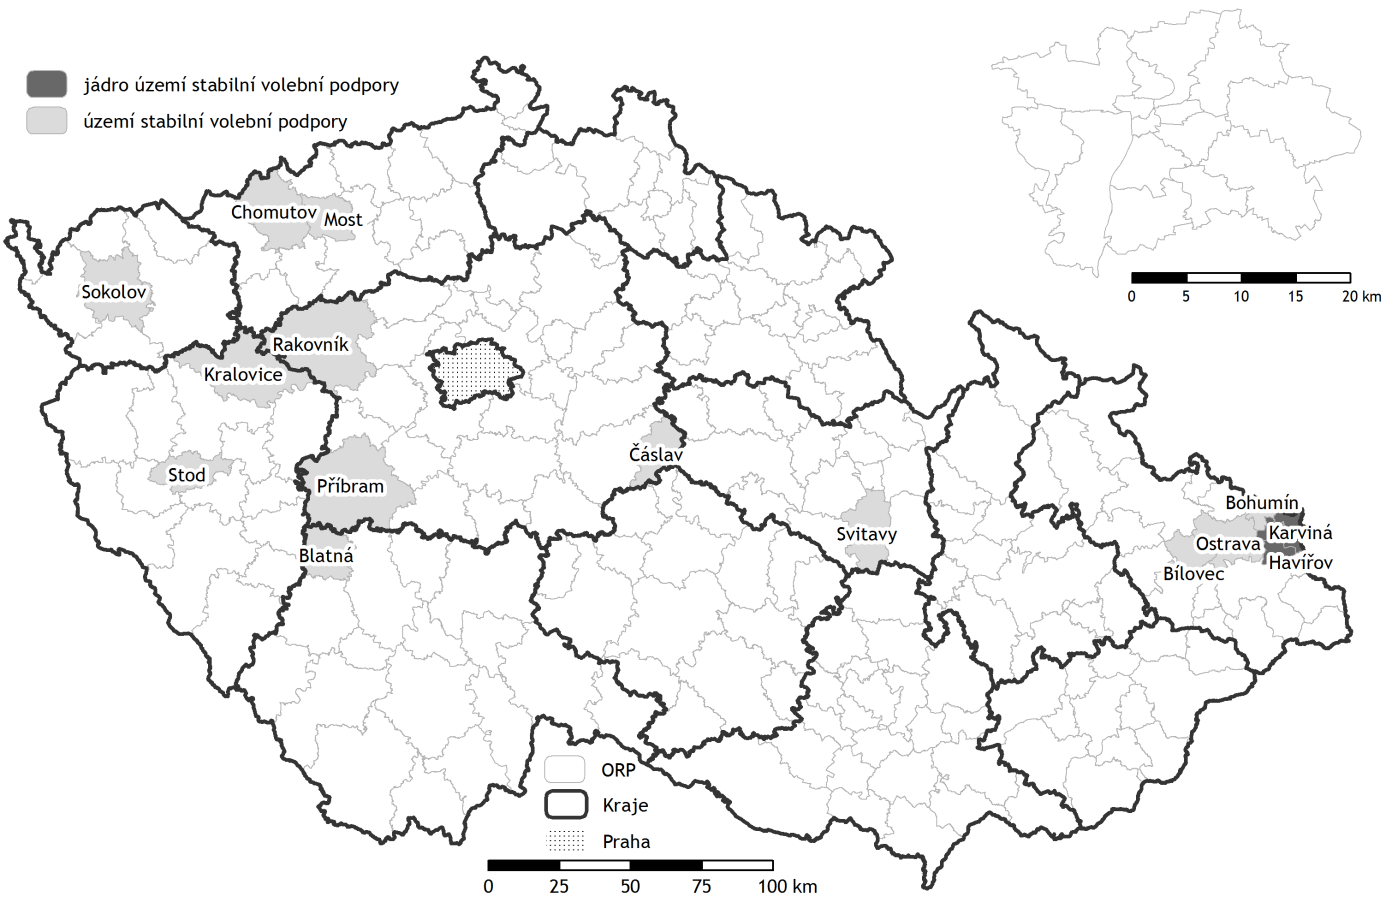 jádro území stabilní volební podpory
území stabilní volební podpory
Chomutov
Most
Sokolov
0 5 10 15 20 km
Rakovník
Kralovice
Čáslav
Stod
Příbram
Bohumín
Svitavy
Karviná
Ostrava
Blatná
Havířov
Bílovec
ORP
Kraje
Praha
0 25 50 75 100 km